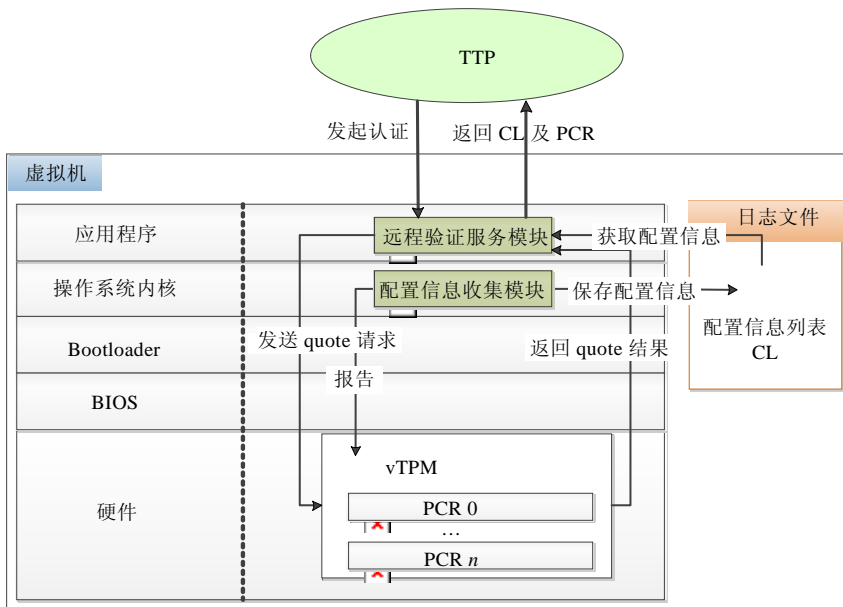 TTP
发起认证
返回 CL 及 PCR
虚拟机
日志文件
应用程序
远程验证服务模块
获取配置信息
操作系统内核
配置信息收集模块
保存配置信息
配置信息列表
CL
Bootloader
发送 quote 请求
返回 quote 结果
报告
BIOS
vTPM
硬件
PCR 0
…
PCR n